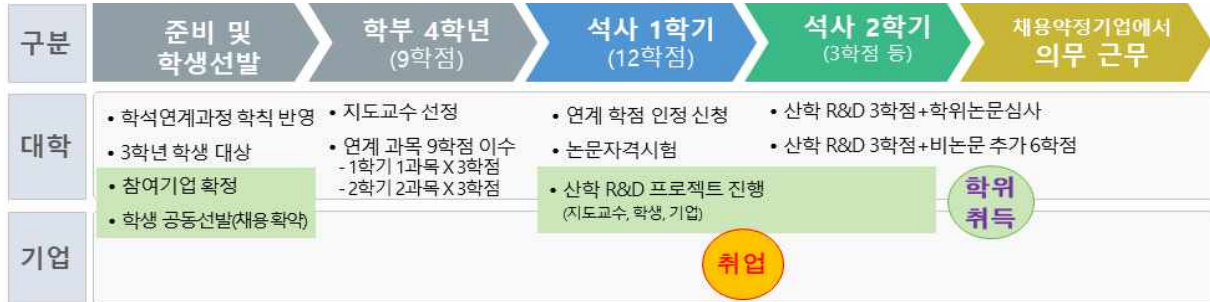 구분
준비 및
학생선발
학부 4학년
(9학점)
석사 1학기
(12학점)
석사 2학기
(3학점 등)
채용약정기업에서
의무 근무
대학
• 학석연계과정 학칙 반영
• 3학년 학생 대상
• 참여기업 확정
• 학생 공동선발(채용확약)
• 지도교수 선정
• 연계 과목 9학점 이수
- 1학기 1과목 X 3학점
- 2학기 2과목 X 3학점
• 연계 학점 인정 신청
• 논문자격시험
• 산학 R&D 프로젝트 진행
(지도교수, 학생, 기업)
• 산학 R&D 3학점+학위논문심사
• 산학 R&D 3학점+비논문 추가 6학점
학위
취득
기업
취업